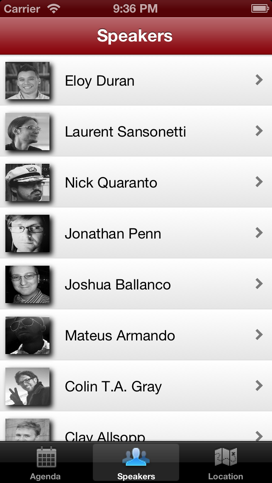 Carrier 9:36 PM
Speakers
Eloy Duran
Laurent Sansonetti
Nick Quaranto
Jonathan Penn
Joshua Ballanco
Mateus Armando
Colin T.A. Gray
Clay Allsopp
Agenda Speakers Location